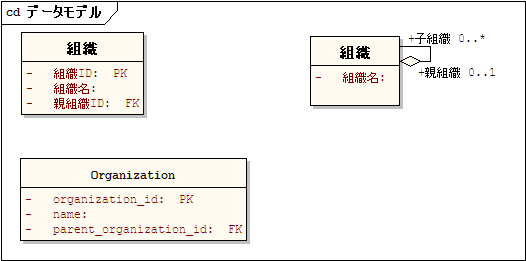 cd データモデル
組織
- 組織ID: PK
- 組織名:
- 親組織ID: FK
組織
- 組織名:
+子組織 0..*
+親組織 0..1
Organization
- organization_id: PK
- name:
- parent_organization_id: FK